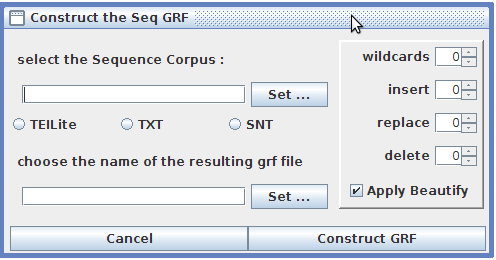 Construct the Seq GRF
select the Sequence Corpus :
Set ...
TEILite TXT SNT
choose the name of the resulting grf file
Set ...
wildcards 0
insert 0
replace 0
delete 0
Apply Beautify
Cancel Construct GRF